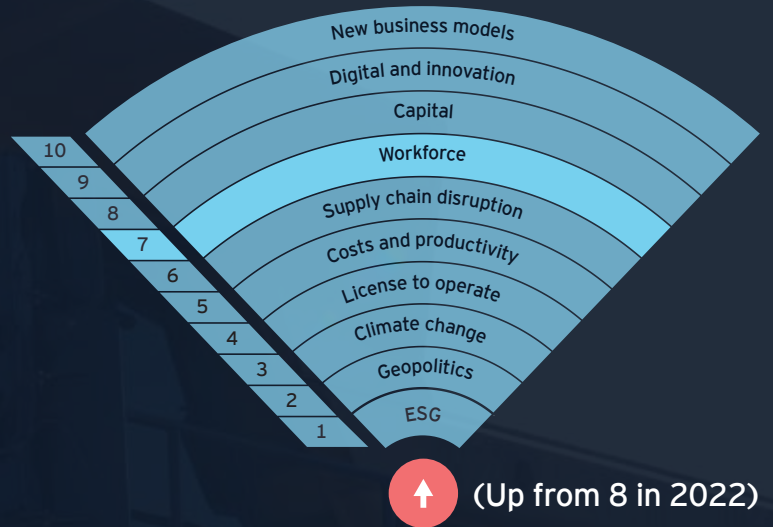 New business models
Digital and innovation
Capital
Workforce
Supply chain disruption
Costs and productivity
License to operate
Climate change
Geopolitics
ESG
10
9
8
7
6
5
4
3
2
1
(Up from 8 in 2022)